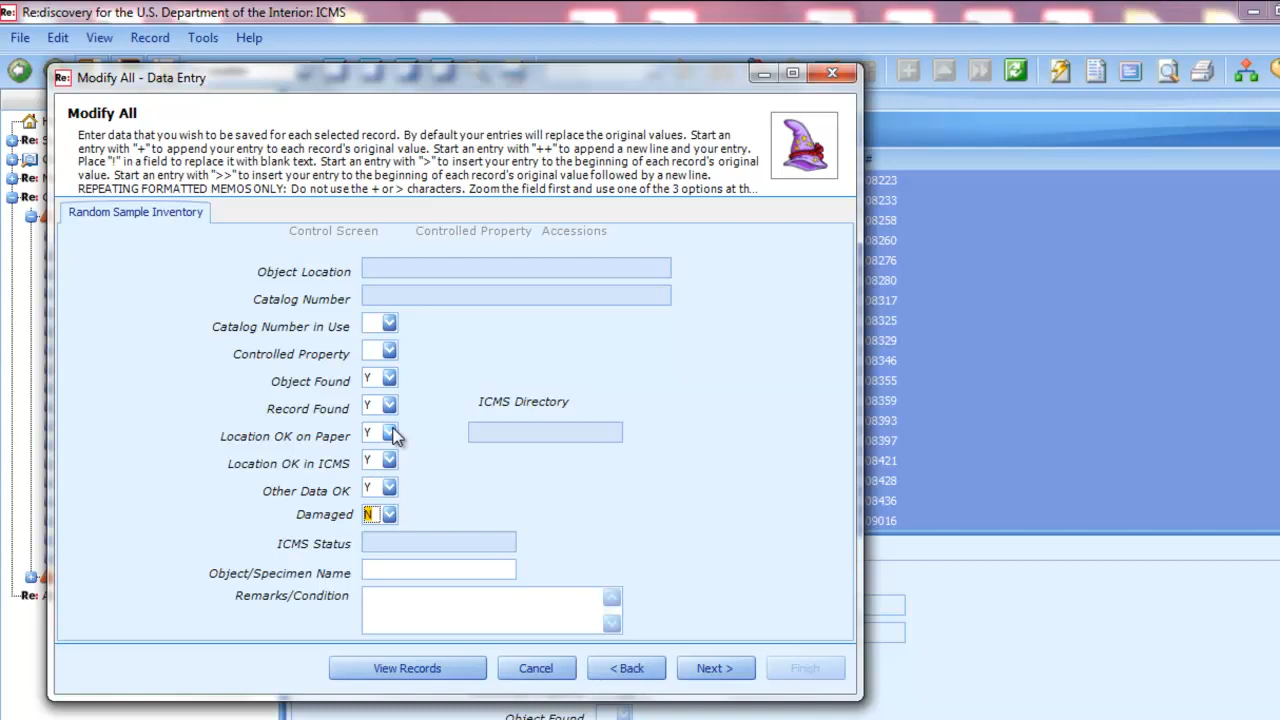 Re: Re:discovery for the U.S. Department of the Interior: ICMS
File Edit View Record Tools Help
Re: Modify All - Data Entry
Modify All
Enter data that you wish to be saved for each selected record. By default your entries will replace the original values. Start an
entry with "+" to append your entry to each record's original value. Start an entry with "++" to append a new line and your entry.
Place "!" in a field to replace it with blank text. Start an entry with ">" to insert your entry to the beginning of each record's original
value. Start an entry with ">>" to insert your entry to the beginning of each record's original value followed by a new line.
REPEATING FORMATTED MEMOS ONLY: Do not use the + or > characters. Zoom the field first and use one of the 3 options at th...
Random Sample Inventory
Control Screen Controlled Property Accessions
Object Location
Catalog Number
Catalog Number in Use
Controlled Property
Object Found Y
Record Found Y
ICMS Directory
Location OK on Paper Y
Location OK in ICMS Y
Other Data OK Y
Damaged N
ICMS Status
Object/Specimen Name
Remarks/Condition
View Records Cancel < Back Next > Finish
#
08223
08233
08258
08260
08276
08280
08317
08325
08329
08346
08355
08359
08393
08397
08421
08428
08436
09016
Re:
Re:
Re:
Object Found